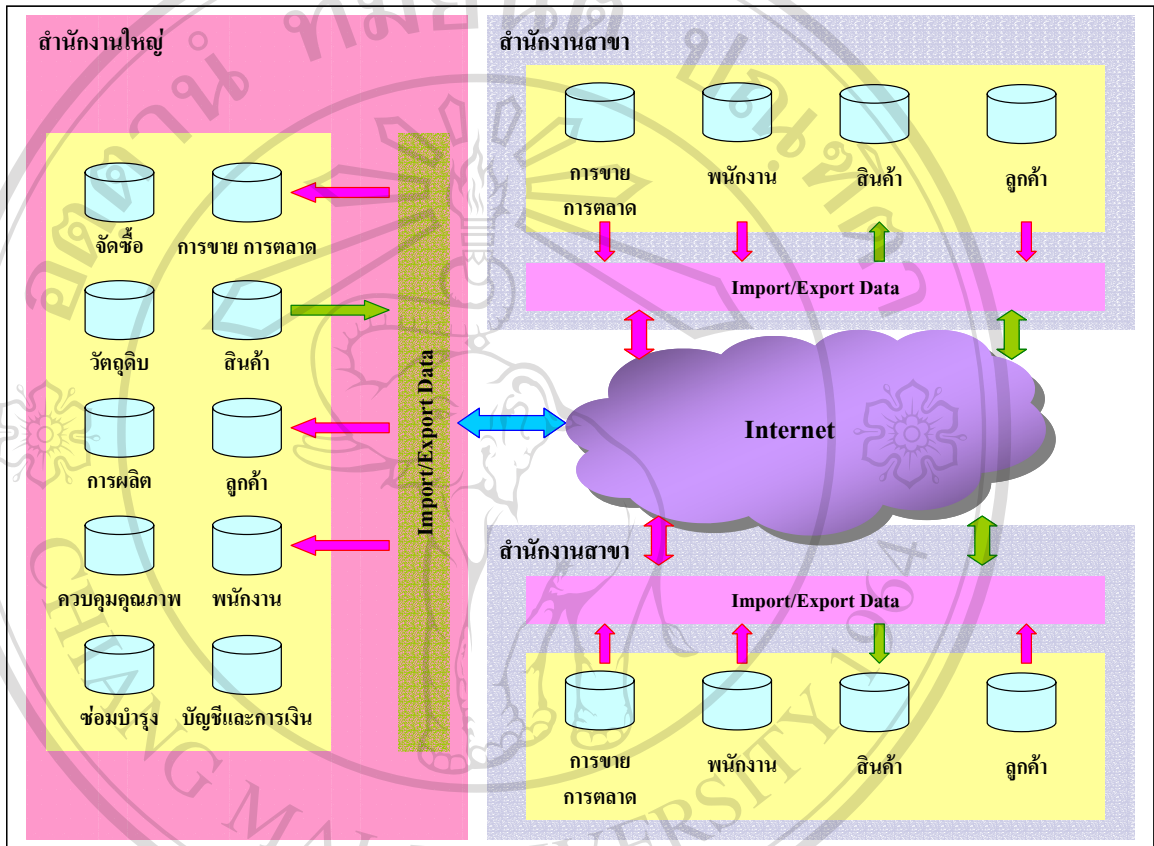 สำนักงานใหญ่
จัดซื้อ
การขาย การตลาด
วัตถุดิบ
สินค้า
การผลิต
ลูกค้า
ควบคุมคุณภาพ
พนักงาน
ซ่อมบำรุง
บัญชีและการเงิน
Import/Export Data
สำนักงานสาขา
การขาย
การตลาด
พนักงาน
สินค้า
ลูกค้า
Import/Export Data
Internet
สำนักงานสาขา
Import/Export Data
การขาย
การตลาด
พนักงาน
สินค้า
ลูกค้า
CHIANG MAI UNIVERSITY 1964